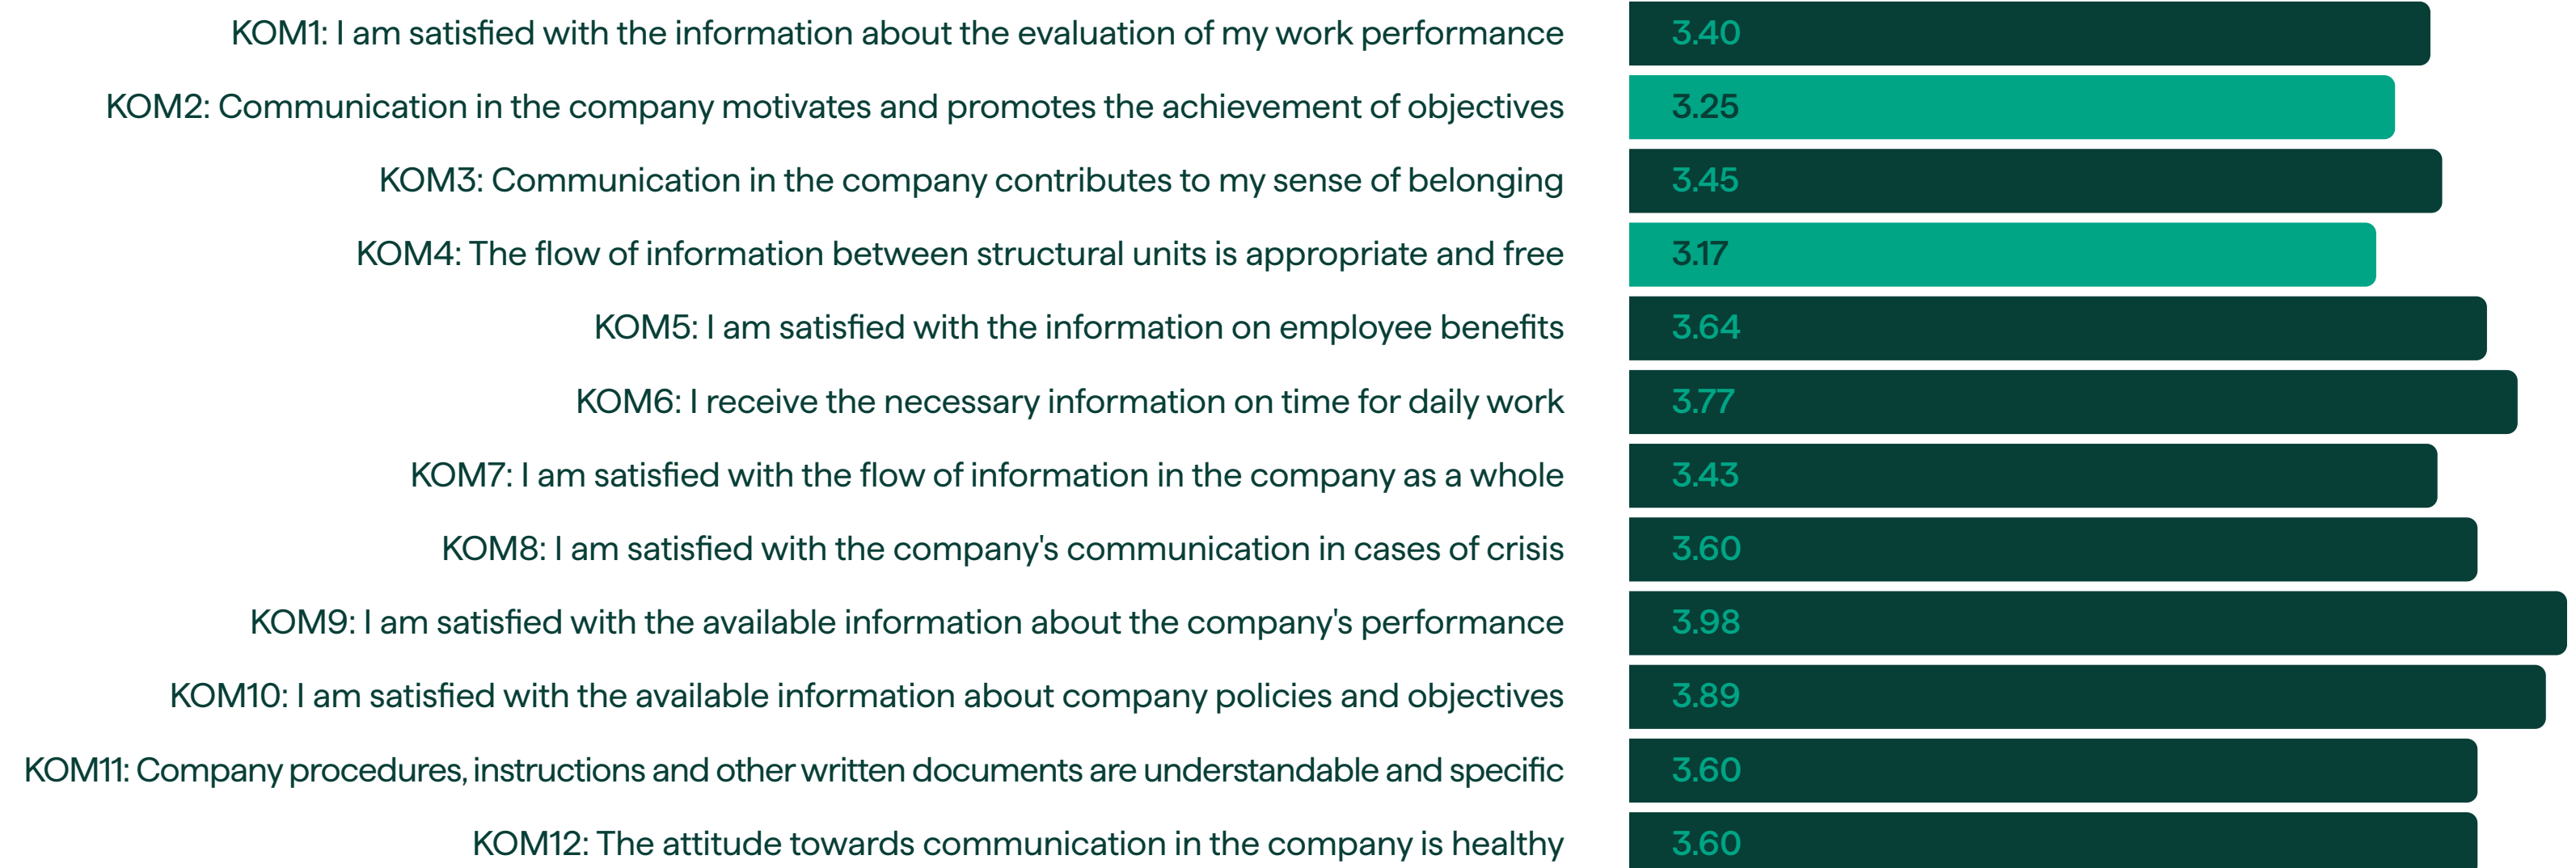 KOM1: I am satisfied with the information about the evaluation of my work performance 3.40
KOM2: Communication in the company motivates and promotes the achievement of objectives 3.25
KOM3: Communication in the company contributes to my sense of belonging 3.45
KOM4: The flow of information between structural units is appropriate and free 3.17
KOM5: I am satisfied with the information on employee benefits 3.64
KOM6: I receive the necessary information on time for daily work 3.77
KOM7: I am satisfied with the flow of information in the company as a whole 3.43
KOM8: I am satisfied with the company's communication in cases of crisis 3.60
KOM9: I am satisfied with the available information about the company's performance 3.98
KOM10: I am satisfied with the available information about company policies and objectives 3.89
KOM11: Company procedures, instructions and other written documents are understandable and specific 3.60
KOM12: The attitude towards communication in the company is healthy 3.60